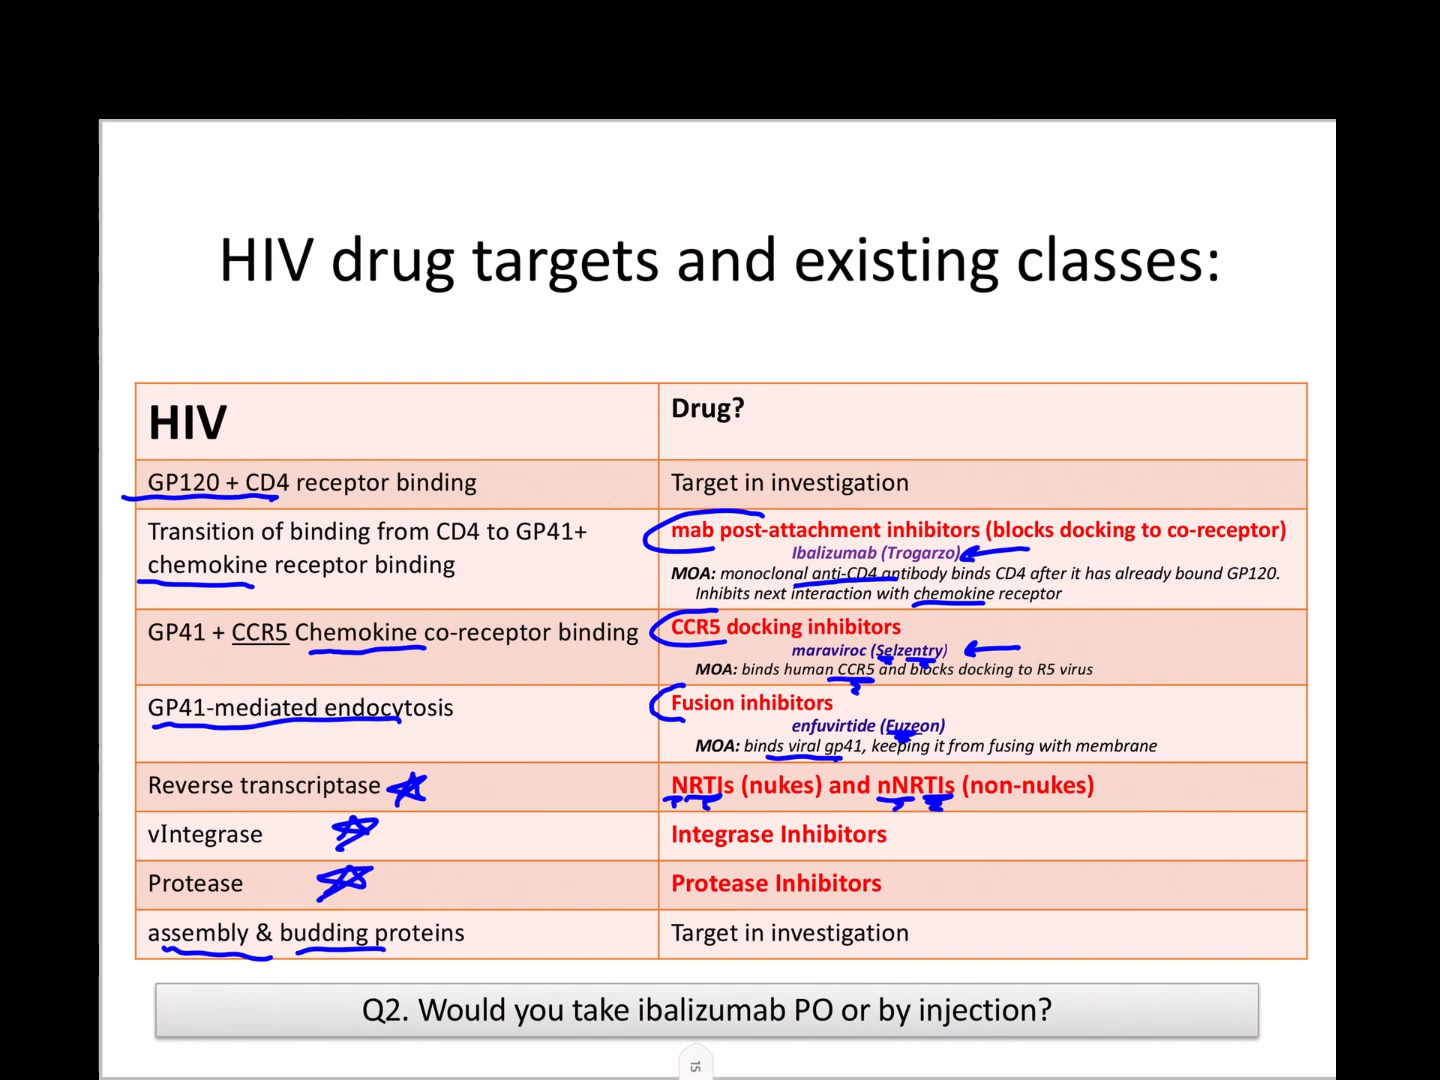 HIV drug targets and existing classes:
HIV
Drug?
GP120 + CD4 receptor binding
Target in investigation
Transition of binding from CD4 to GP41+
chemokine receptor binding
mab post-attachment inhibitors (blocks docking to co-receptor)
Ibalizumab (Trogarzo)
MOA: monoclonal anti-CD4 antibody binds CD4 after it has already bound GP120.
Inhibits next interaction with chemokine receptor
GP41 + CCR5 Chemokine co-receptor binding
CCR5 docking inhibitors
maraviroc (Selzentry)
MOA: binds human CCR5 and blocks docking to R5 virus
GP41-mediated endocytosis
Fusion inhibitors
enfuvirtide (Fuzeon)
MOA: binds viral gp41, keeping it from fusing with membrane
Reverse transcriptase
NRTIs (nukes) and nNRTIs (non-nukes)
vIntegrase
Integrase Inhibitors
Protease
Protease Inhibitors
assembly & budding proteins
Target in investigation
Q2. Would you take ibalizumab PO or by injection?
15